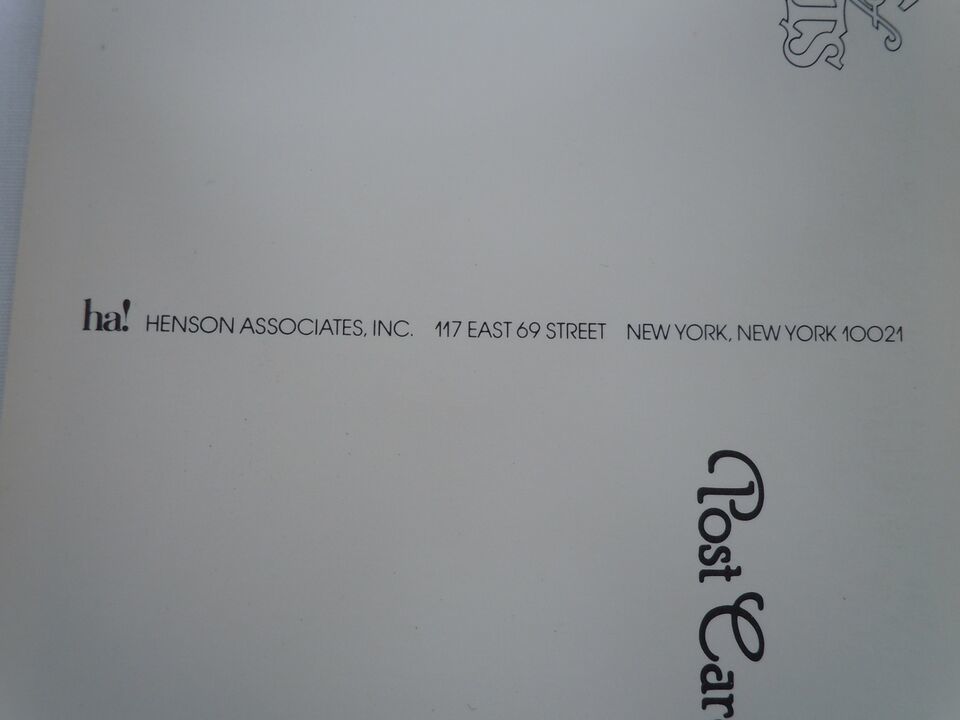 ha! HENSON ASSOCIATES, INC. 117 EAST 69 STREET NEW YORK, NEW YORK 10021
Post Car